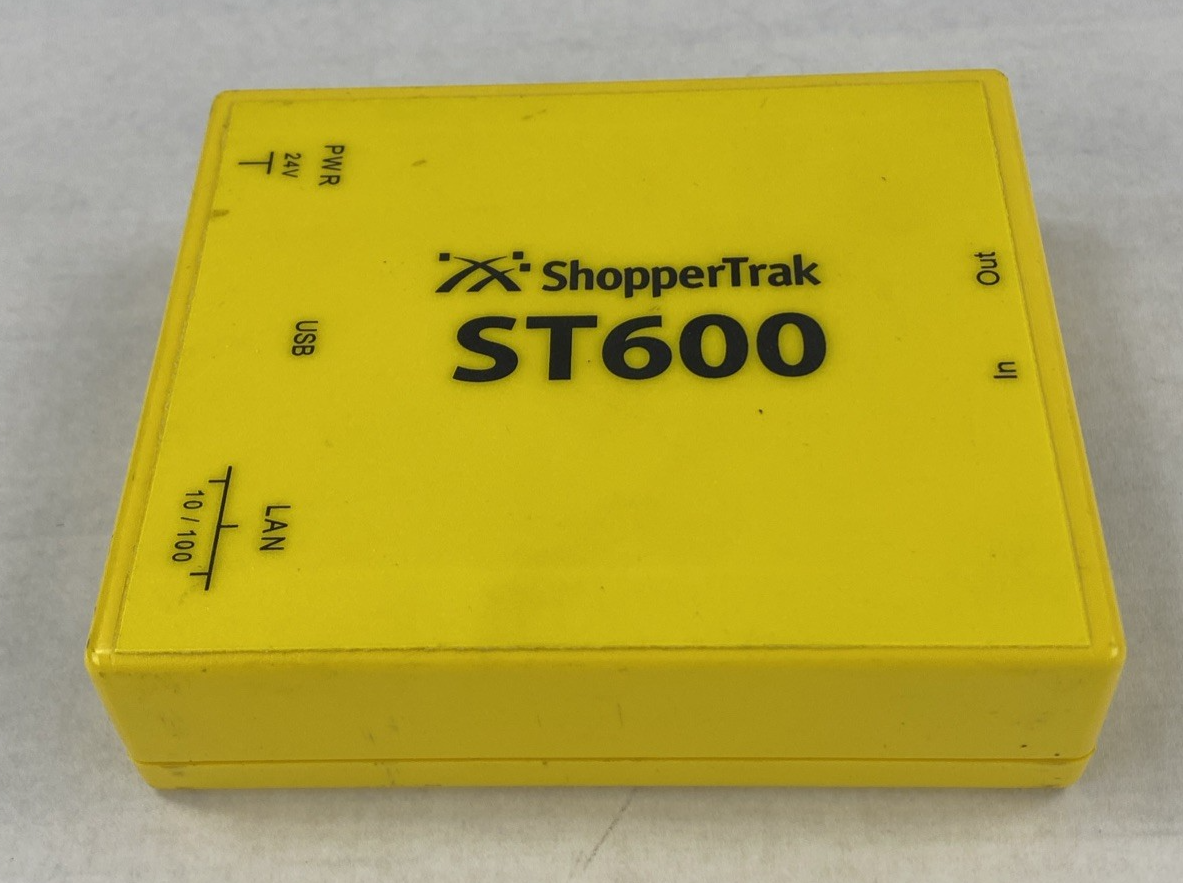 PWR
24V
ShopperTrak
ST600
Out
In
USB
LAN
10/100